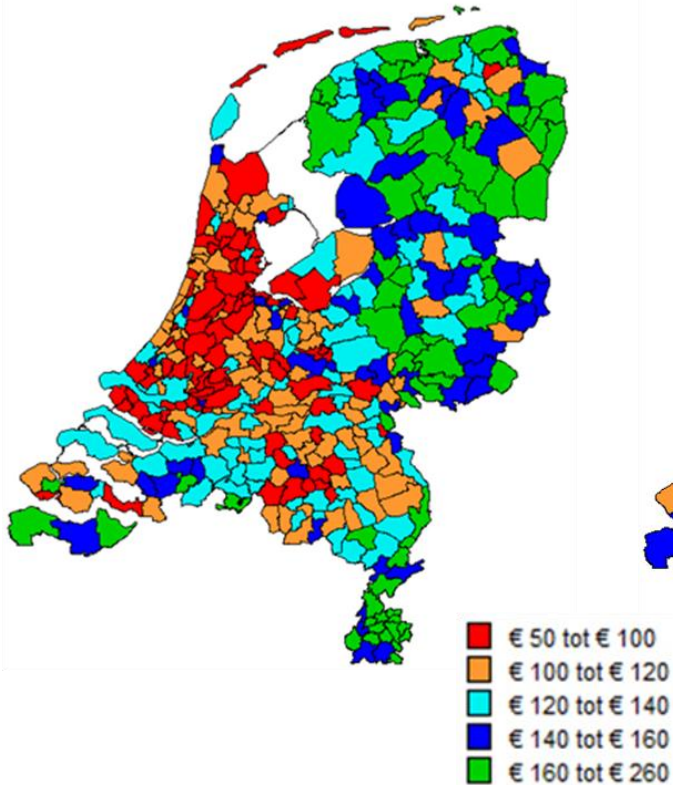 € 50 tot € 100
€ 100 tot € 120
€ 120 tot € 140
€ 140 tot € 160
€ 160 tot € 260